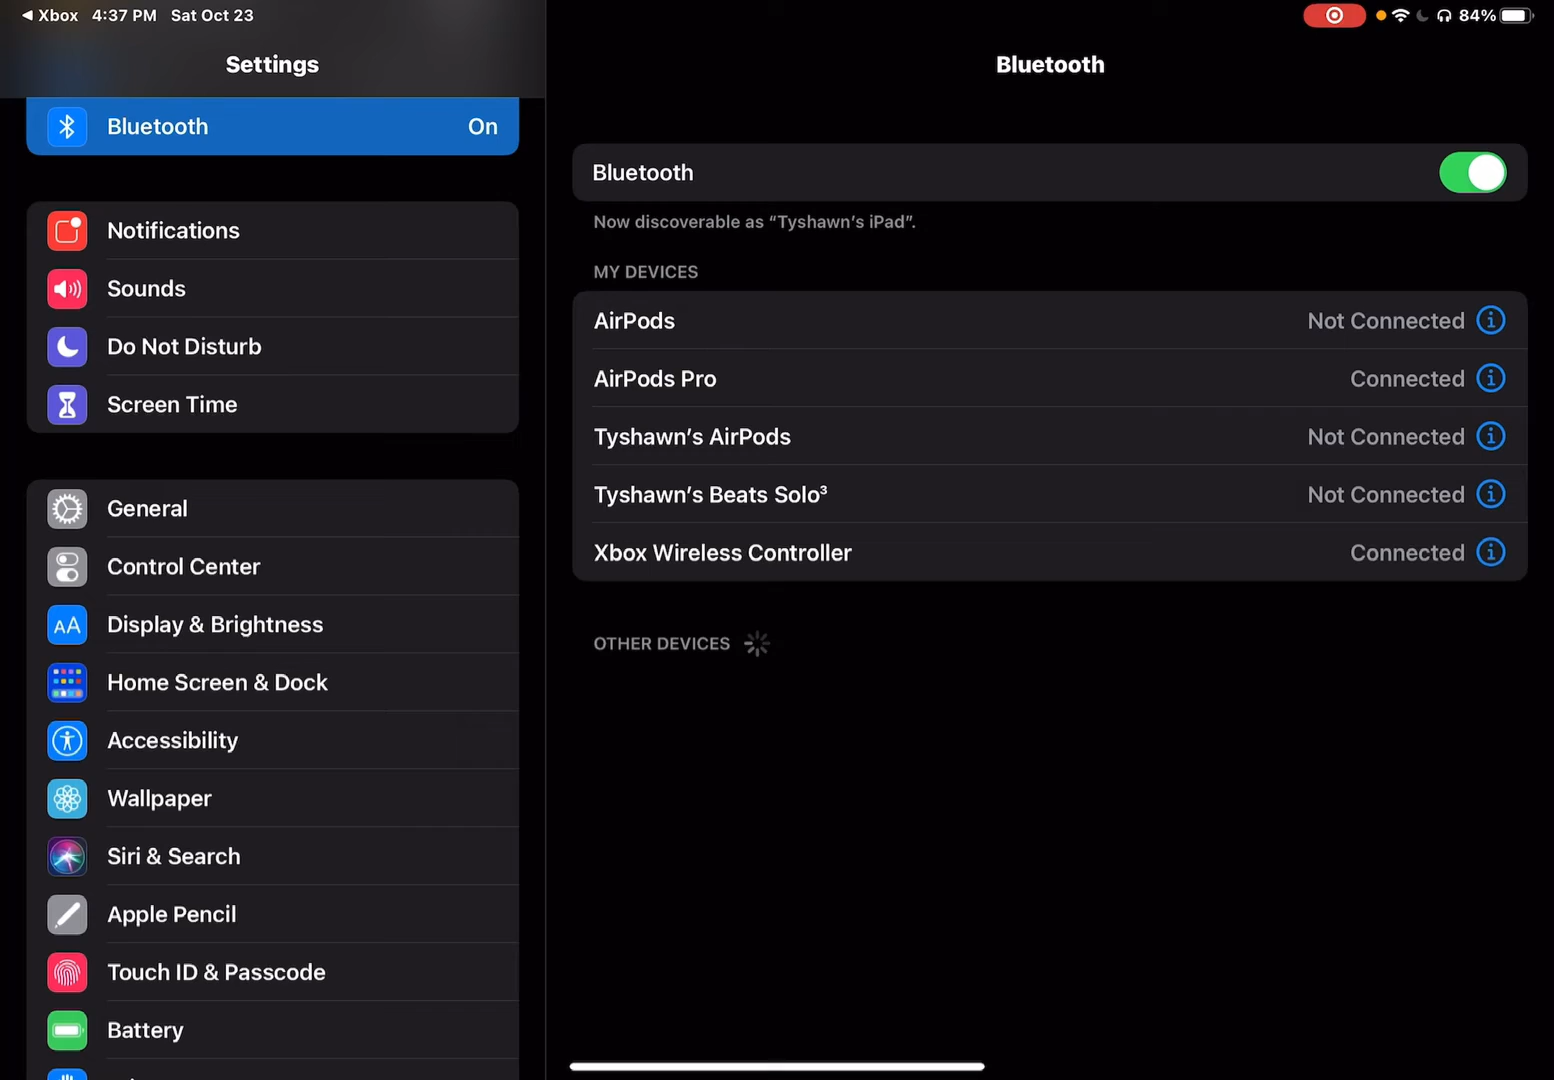 ◀ Xbox 4:37 PM Sat Oct 23
84%
Settings
Bluetooth On
Notifications
Sounds
Do Not Disturb
Screen Time
General
Control Center
AA Display & Brightness
Home Screen & Dock
Accessibility
Wallpaper
Siri & Search
Apple Pencil
Touch ID & Passcode
Battery
Bluetooth
Bluetooth
Now discoverable as “Tyshawn’s iPad”.
MY DEVICES
AirPods Not Connected
AirPods Pro Connected
Tyshawn’s AirPods Not Connected
Tyshawn’s Beats Solo³ Not Connected
Xbox Wireless Controller Connected
OTHER DEVICES